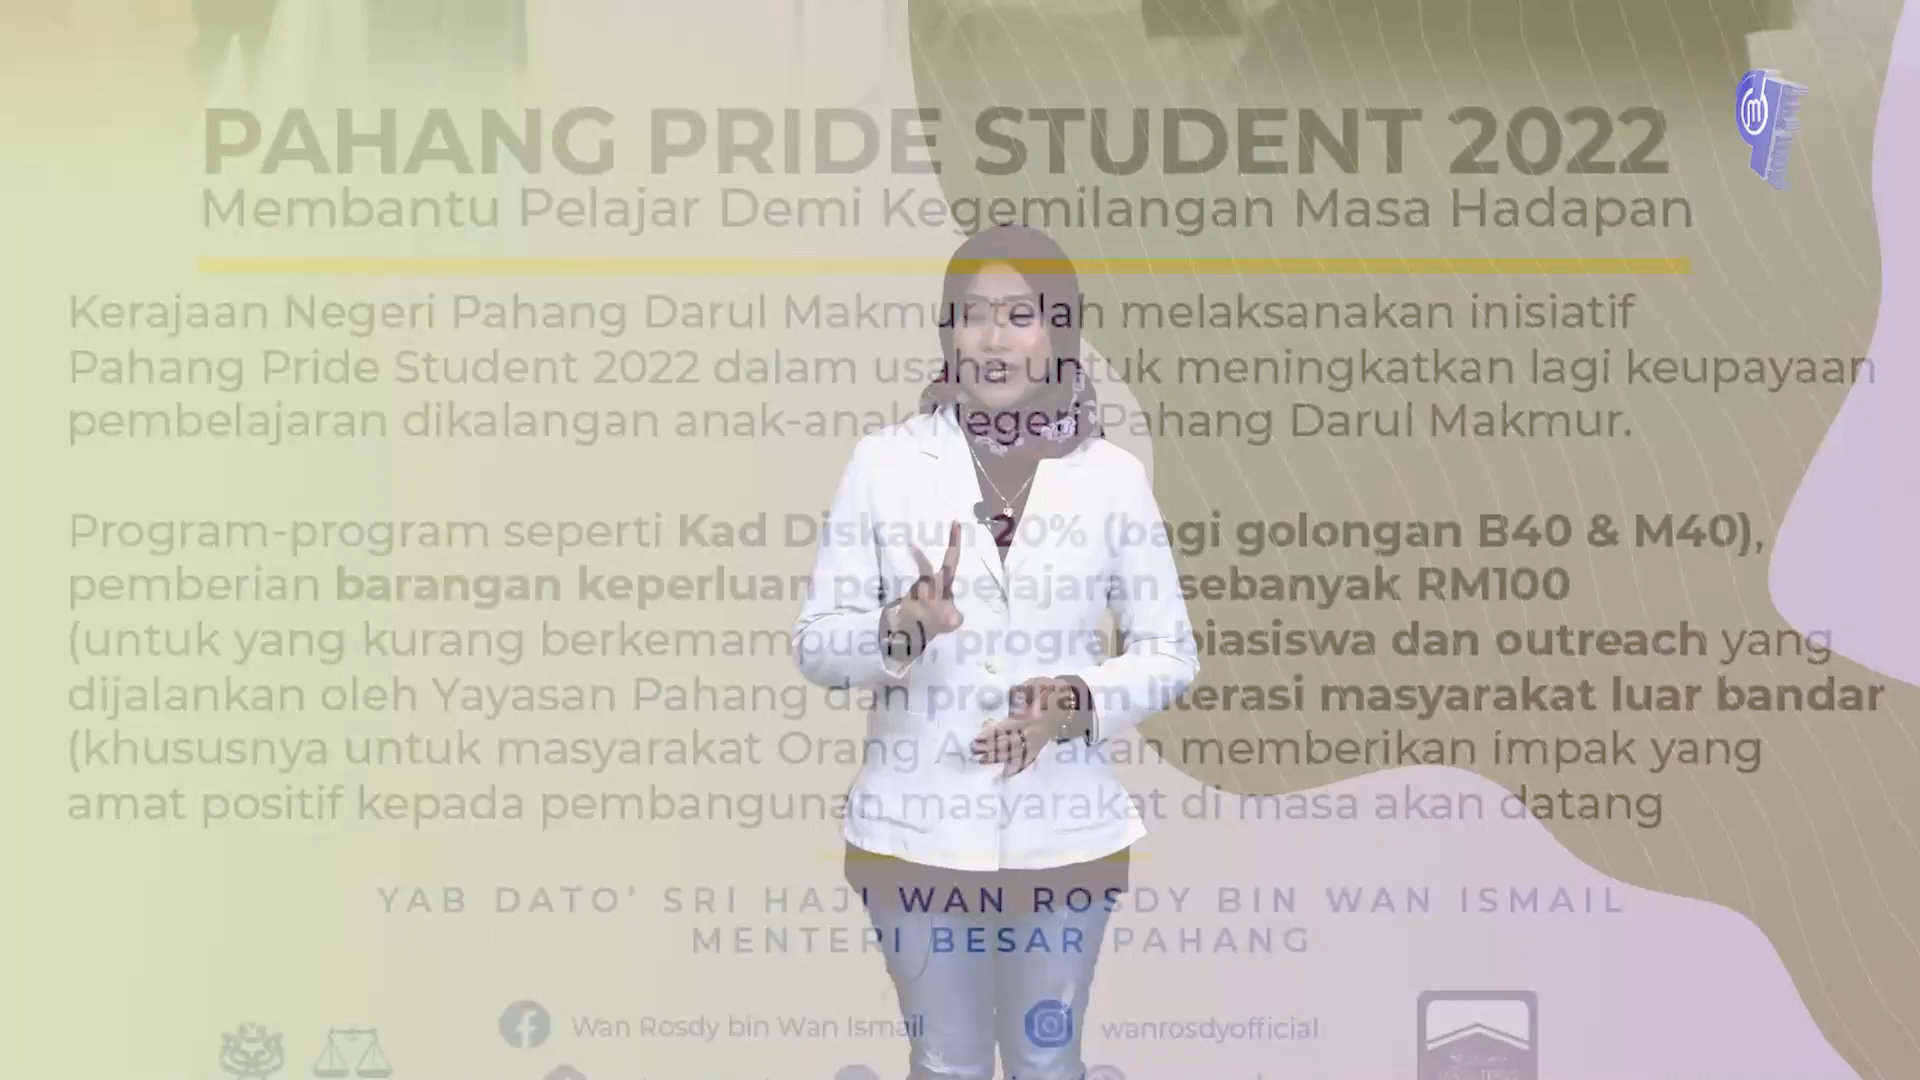 PAHANG PRIDE STUDENT 2022
Membantu Pelajar Demi Kegemilangan Masa Hadapan
Kerajaan Negeri Pahang Darul Makmur telah melaksanakan inisiatif
Pahang Pride Student 2022 dalam usaha untuk meningkatkan lagi keupayaan
pembelajaran dikalangan anak-anak Negeri Pahang Darul Makmur.
Program-program seperti Kad Diskaun 20% (bagi golongan B40 & M40),
pemberian barangan keperluan pembelajaran sebanyak RM100
(untuk yang kurang berkemampuan), program biasiswa dan outreach yang
dijalankan oleh Yayasan Pahang dan program literasi masyarakat luar bandar
(khususnya untuk masyarakat Orang Asli) akan memberikan impak yang
amat positif kepada pembangunan masyarakat di masa akan datang
YAB DATO' SRI HAJI WAN ROSDY BIN WAN ISMAIL
MENTERI BESAR PAHANG
Wan Rosdy bin Wan Ismail
wanrosdyofficial